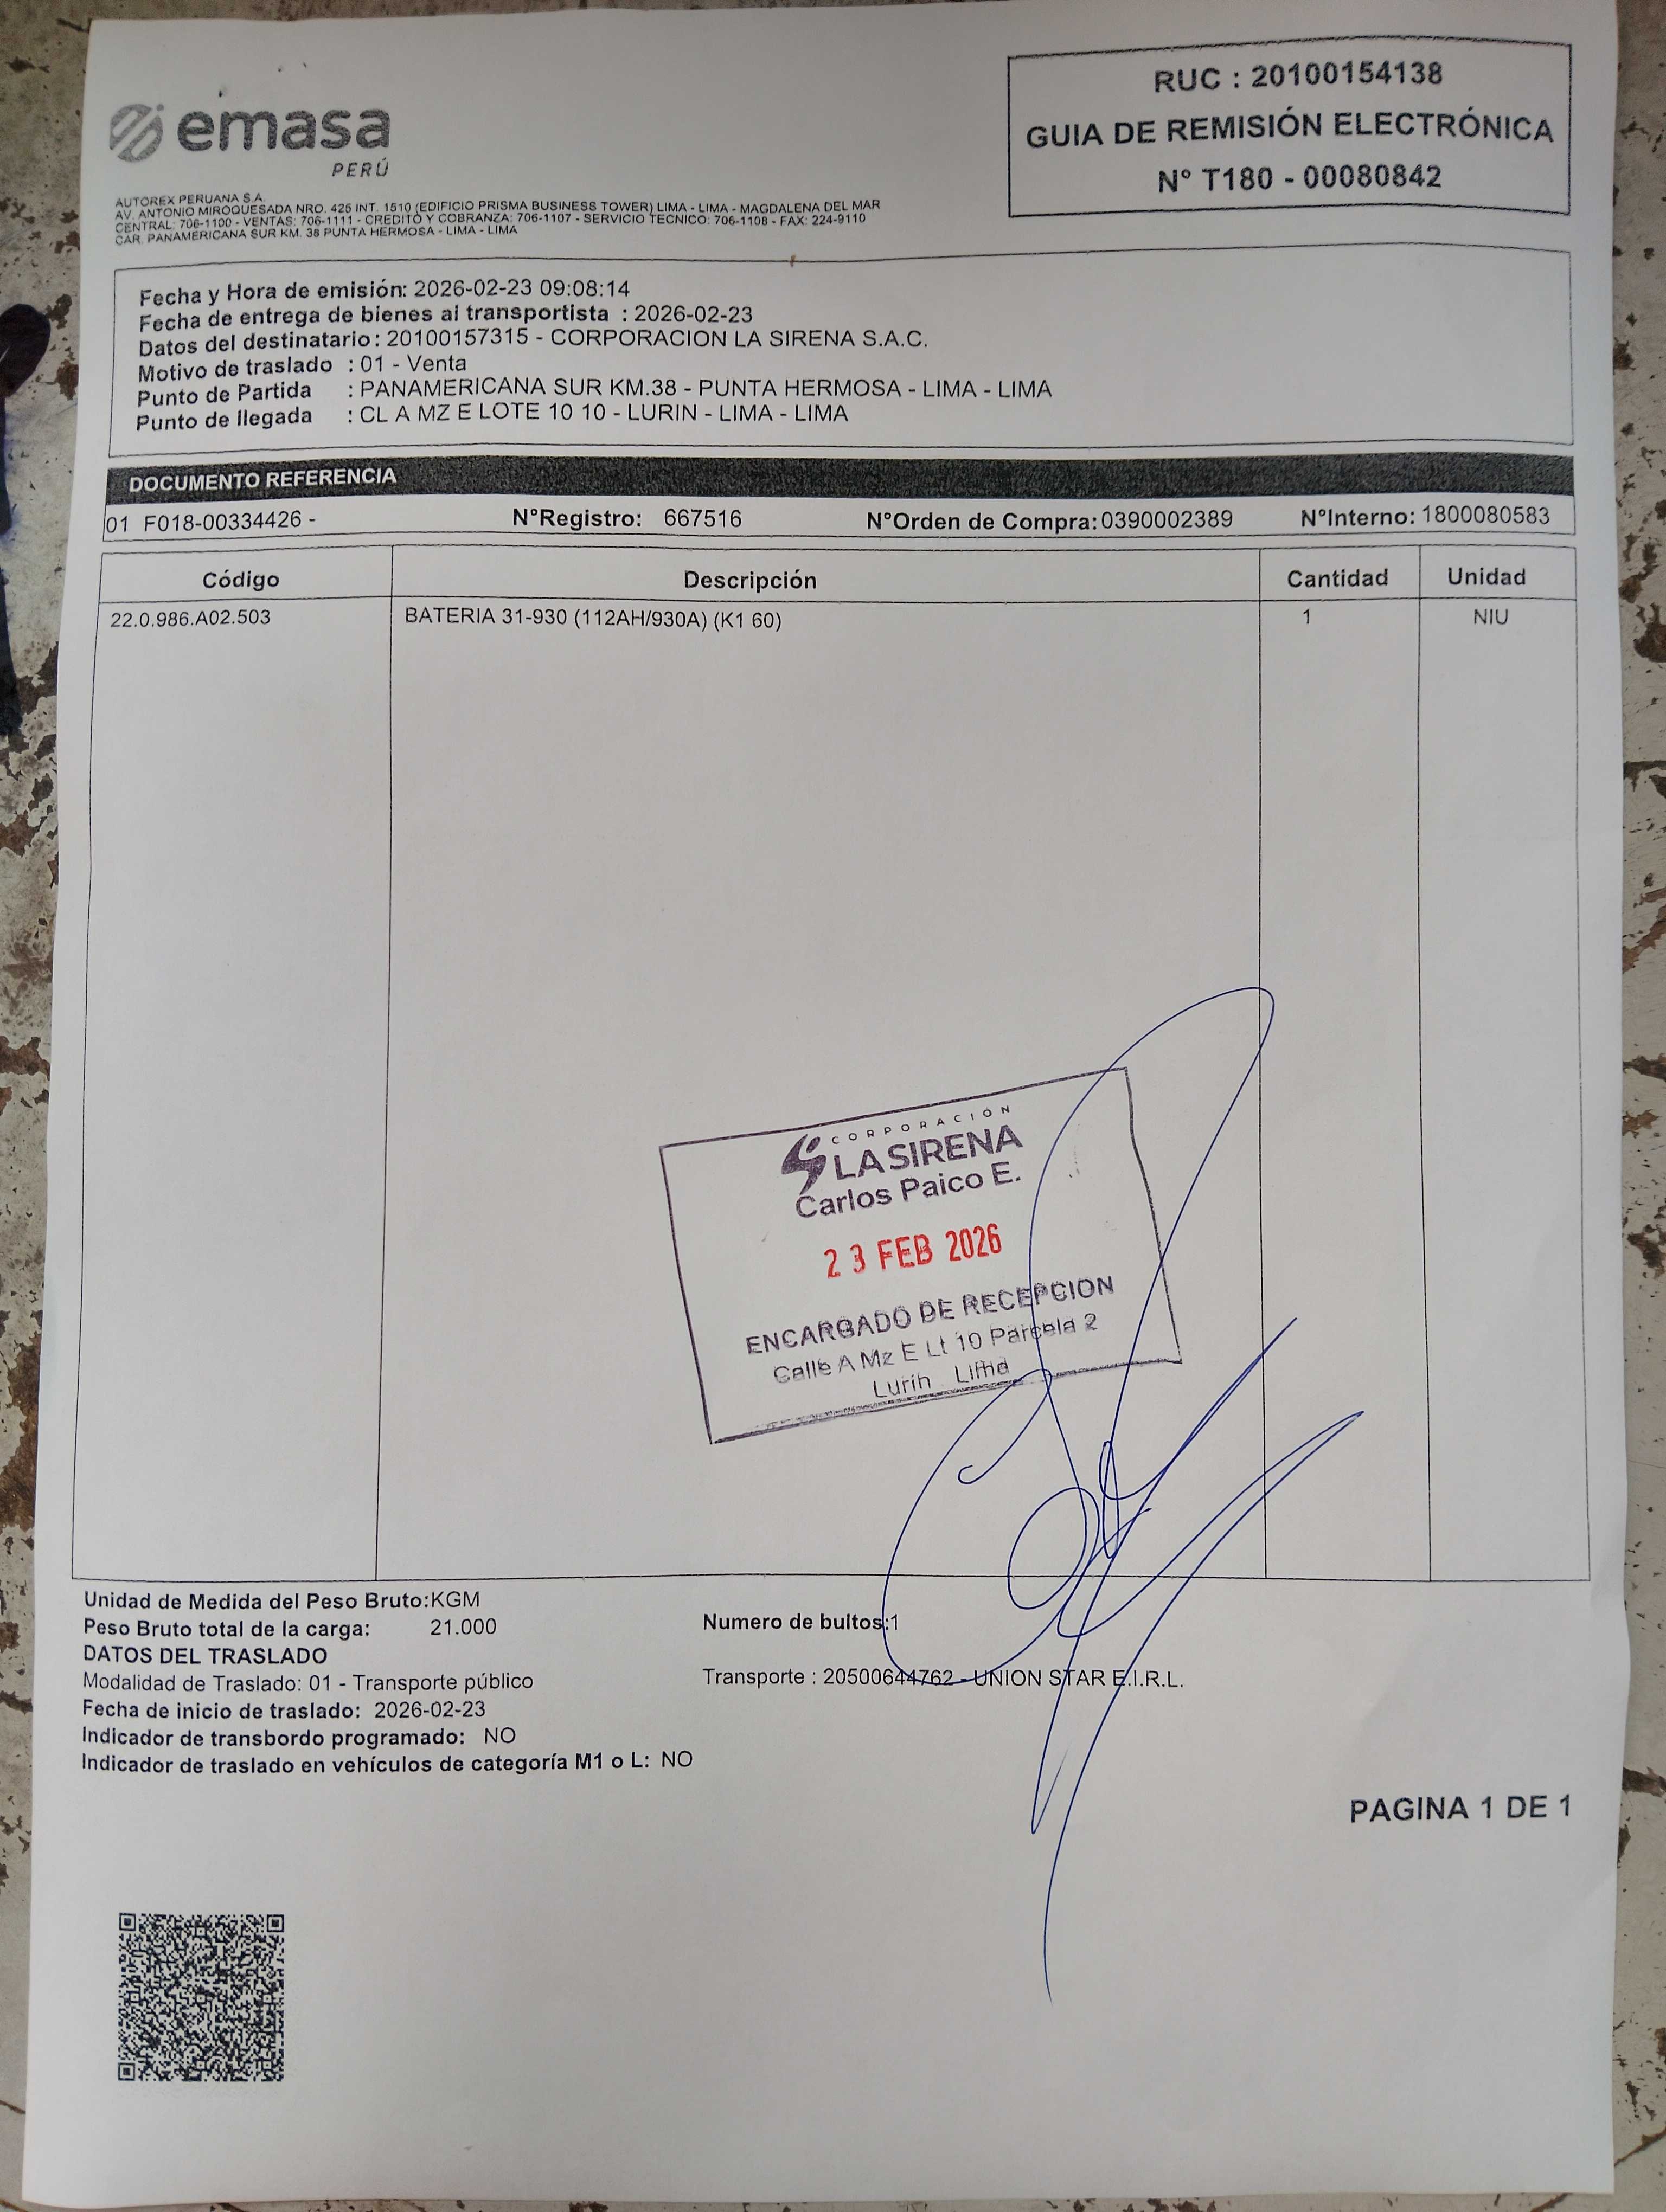 emasa
PERÚ
RUC : 20100154138
GUIA DE REMISIÓN ELECTRÓNICA
N° T180 - 00080842
AUTOREX PERUANA S.A.
AV. ANTONIO MIROQUESADA NRO. 425 INT. 1510 (EDIFICIO PRISMA BUSINESS TOWER) LIMA - LIMA - MAGDALENA DEL MAR
CENTRAL: 706-1100 - VENTAS: 706-1111 - CREDITO Y COBRANZA: 706-1107 - SERVICIO TECNICO: 706-1108 - FAX: 224-9110
CAR. PANAMERICANA SUR KM. 38 PUNTA HERMOSA - LIMA - LIMA
Fecha y Hora de emisión: 2026-02-23 09:08:14
Fecha de entrega de bienes al transportista : 2026-02-23
Datos del destinatario : 20100157315 - CORPORACION LA SIRENA S.A.C.
Motivo de traslado : 01 - Venta
Punto de Partida : PANAMERICANA SUR KM.38 - PUNTA HERMOSA - LIMA - LIMA
Punto de llegada : CL A MZ E LOTE 10 10 - LURIN - LIMA - LIMA
DOCUMENTO REFERENCIA
01 F018-00334426 - N°Registro: 667516 N°Orden de Compra: 0390002389 N°Interno: 1800080583
Código Descripción Cantidad Unidad
22.0.986.A02.503 BATERIA 31-930 (112AH/930A) (K1 60) 1 NIU
CORPORACIÓN
LA SIRENA
Carlos Paico E.
23 FEB 2026
ENCARGADO DE RECEPCION
Calle A Mz E Lt 10 Parcela 2
Lurin Lima
Unidad de Medida del Peso Bruto: KGM
Peso Bruto total de la carga: 21.000 Numero de bultos:1
DATOS DEL TRASLADO
Modalidad de Traslado: 01 - Transporte público Transporte : 20500644762 - UNION STAR E.I.R.L.
Fecha de inicio de traslado: 2026-02-23
Indicador de transbordo programado: NO
Indicador de traslado en vehículos de categoría M1 o L: NO
PAGINA 1 DE 1